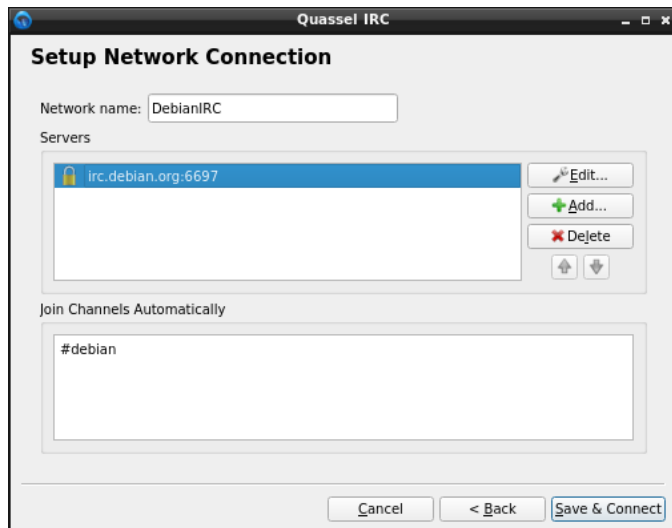 Quassel IRC
Setup Network Connection
Network name: DebianIRC
Servers
irc.debian.org:6697
Edit...
Add...
Delete
Join Channels Automatically
#debian
Cancel
< Back
Save & Connect